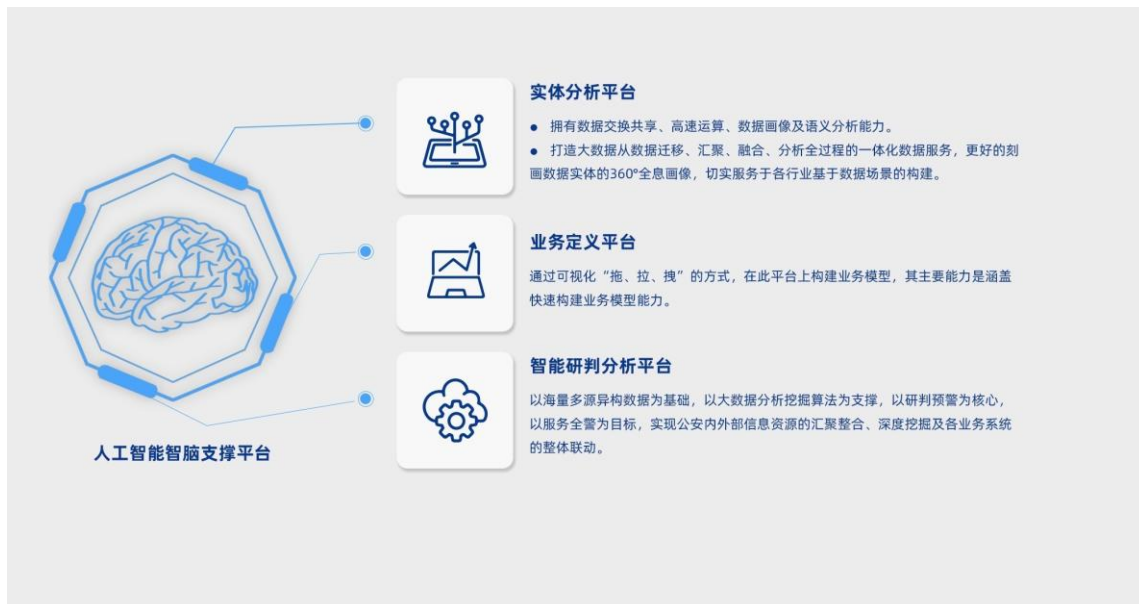 实体分析平台
● 拥有数据交换共享、高速运算、数据画像及语义分析能力。
● 打造大数据从数据迁移、汇聚、融合、分析全过程的一体化数据服务，更好的刻
画数据实体的360°全息画像，切实服务于各行业基于数据场景的构建。
业务定义平台
通过可视化“拖、拉、拽”的方式，在此平台上构建业务模型，其主要能力是涵盖
快速构建业务模型能力。
智能研判分析平台
以海量多源异构数据为基础，以大数据分析挖掘算法为支撑，以研判预警为核心，
以服务全警为目标，实现公安内外部信息资源的汇聚整合、深度挖掘及各业务系统
的整体联动。
人工智能智脑支撑平台